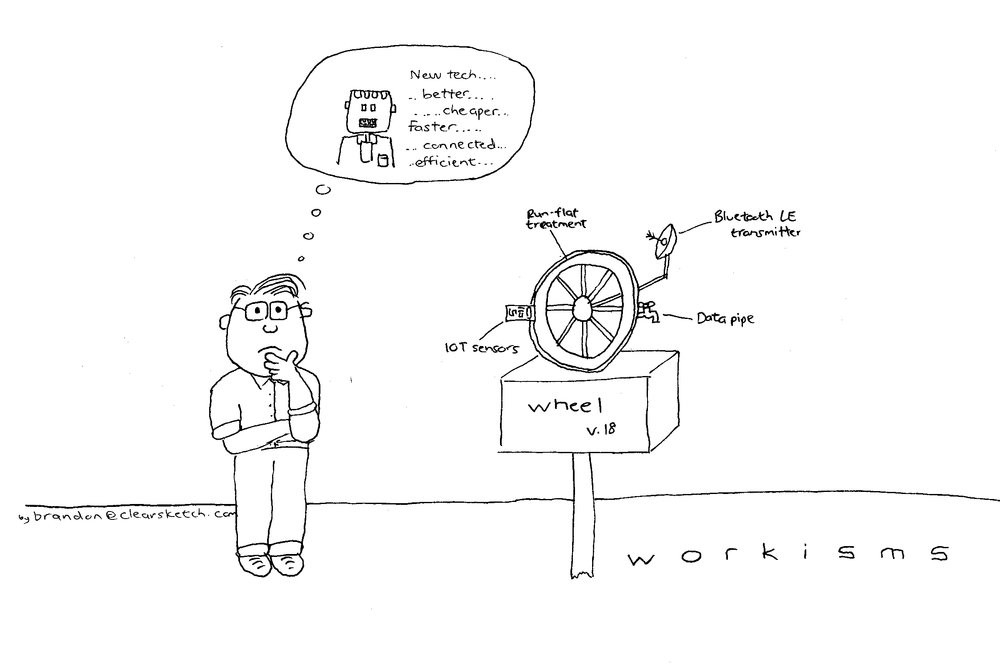 New tech....
.. better.... .
.... cheaper...
Faster.....
... connected...
..efficient...
Run-flat
treatment
Bluetooth LE
transmitter
Data pipe
IOT sensors
wheel
v.18
by brandon@clearsketch.com
workisms